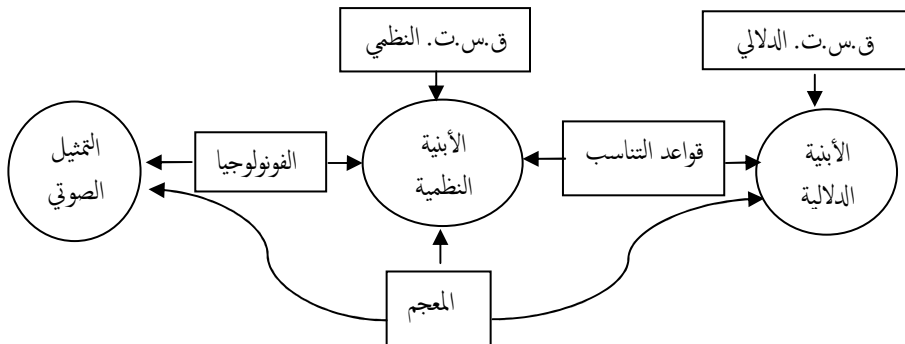 ق.س.ت. الدلالي
ق.س.ت. النظمي
الأبنية
الدلالية
قواعد التناسب
الأبنية
النظمية
الفونولوجيا
التمثيل
الصوتي
المعجم